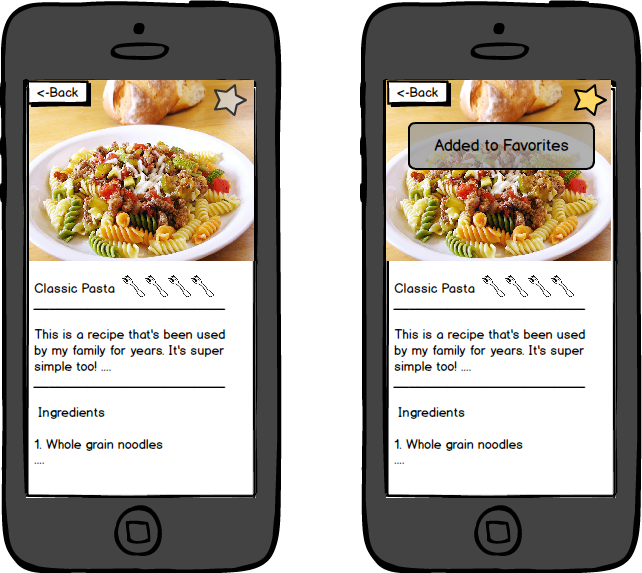 <-Back
Classic Pasta
This is a recipe that's been used
by my family for years. It's super
simple too! ....
Ingredients
1. Whole grain noodles
....
<-Back
Added to Favorites
Classic Pasta
This is a recipe that's been used
by my family for years. It's super
simple too! ....
Ingredients
1. Whole grain noodles
....